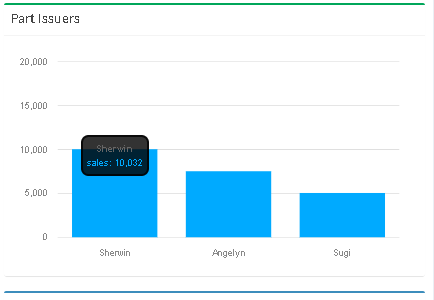 Part Issuers
20,000
15,000
10,000
Sherwin
sales: 10,032
5,000
0
Sherwin
Angelyn
Sugi